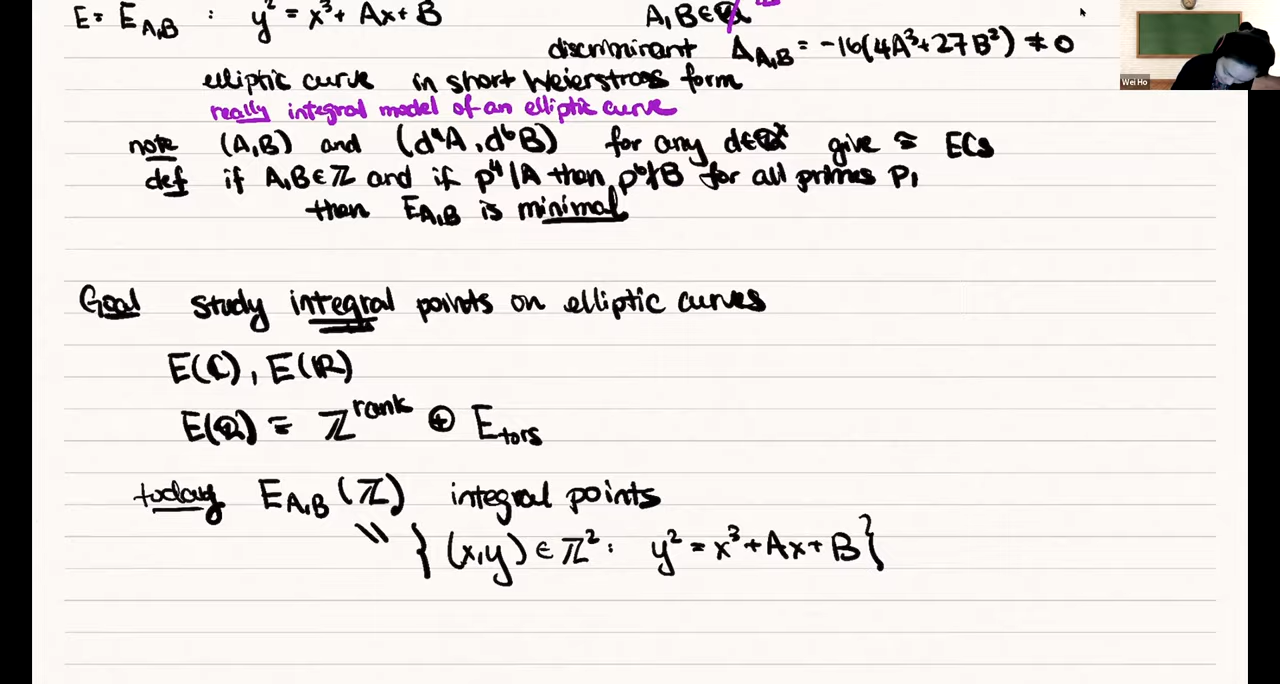 E = E_{A,B} : y² = x³ + Ax + B A,B ∈ ℚ
discriminant Δ_{A,B} = -16(4A³+27B²) ≠ 0
Wei Ho
elliptic curve in short Weierstrass form
really integral model of an elliptic curve
note (A,B) and (d⁴A, d⁶B) for any d∈ℚ^× give ≅ ECs
def if A,B∈ℤ and if p⁴|A then p⁶∤B for all primes p,
then E_{A,B} is minimal
Goal study integral points on elliptic curves
E(ℂ), E(ℝ)
E(ℚ) ≅ ℤ^{rank} ⊕ E_{tors}
today E_{A,B}(ℤ) integral points
= {(x,y) ∈ ℤ² : y² = x³ + Ax + B}